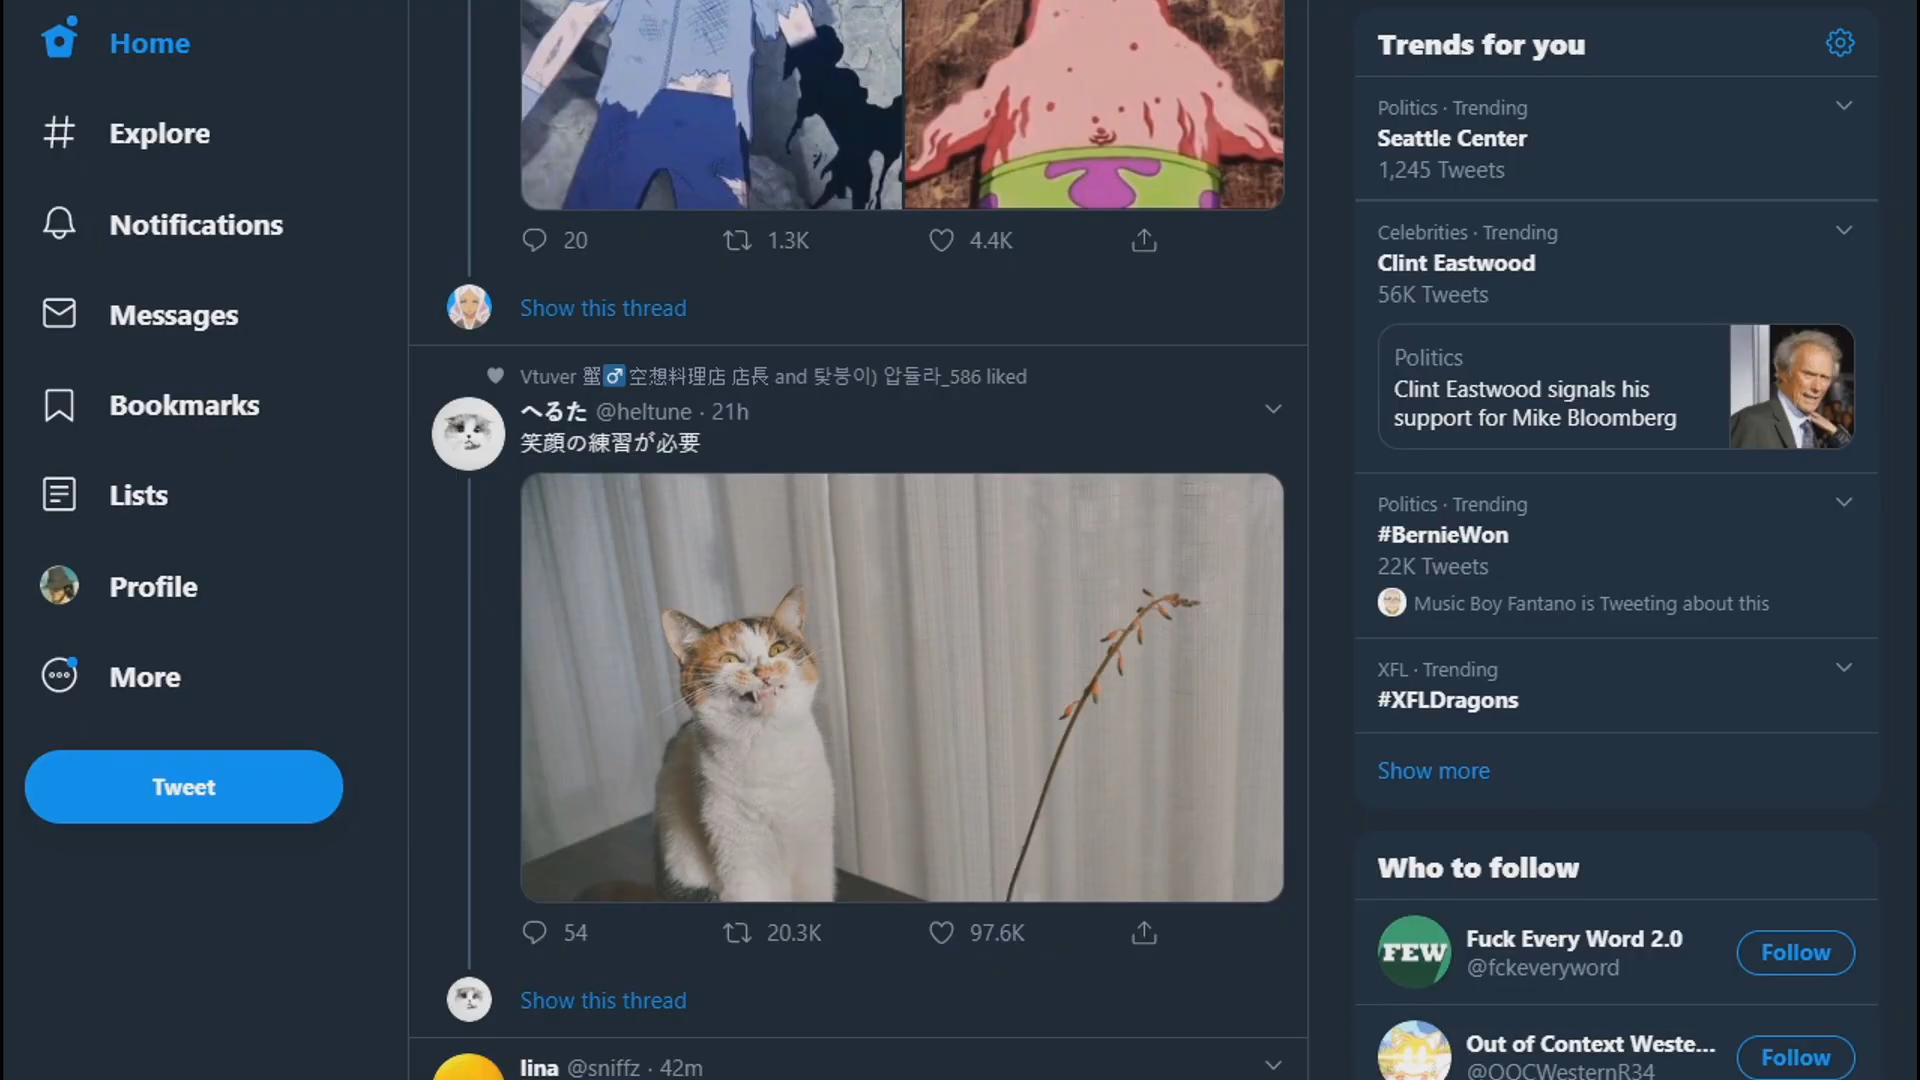 Home
Explore
Notifications
Messages
Bookmarks
Lists
Profile
More
Tweet
20
1.3K
4.4K
Show this thread
Vtuver 蟹♂空想料理店 店長 and 탖붕이) 압듈라_586 liked
へるた @heltune · 21h
笑顔の練習が必要
54
20.3K
97.6K
Show this thread
lina @sniffz · 42m
Trends for you
Politics · Trending
Seattle Center
1,245 Tweets
Celebrities · Trending
Clint Eastwood
56K Tweets
Politics
Clint Eastwood signals his
support for Mike Bloomberg
Politics · Trending
#BernieWon
22K Tweets
Music Boy Fantano is Tweeting about this
XFL · Trending
#XFLDragons
Show more
Who to follow
FEW
Fuck Every Word 2.0
@fckeveryword
Follow
Out of Context Weste...
@OOCWesternR34
Follow